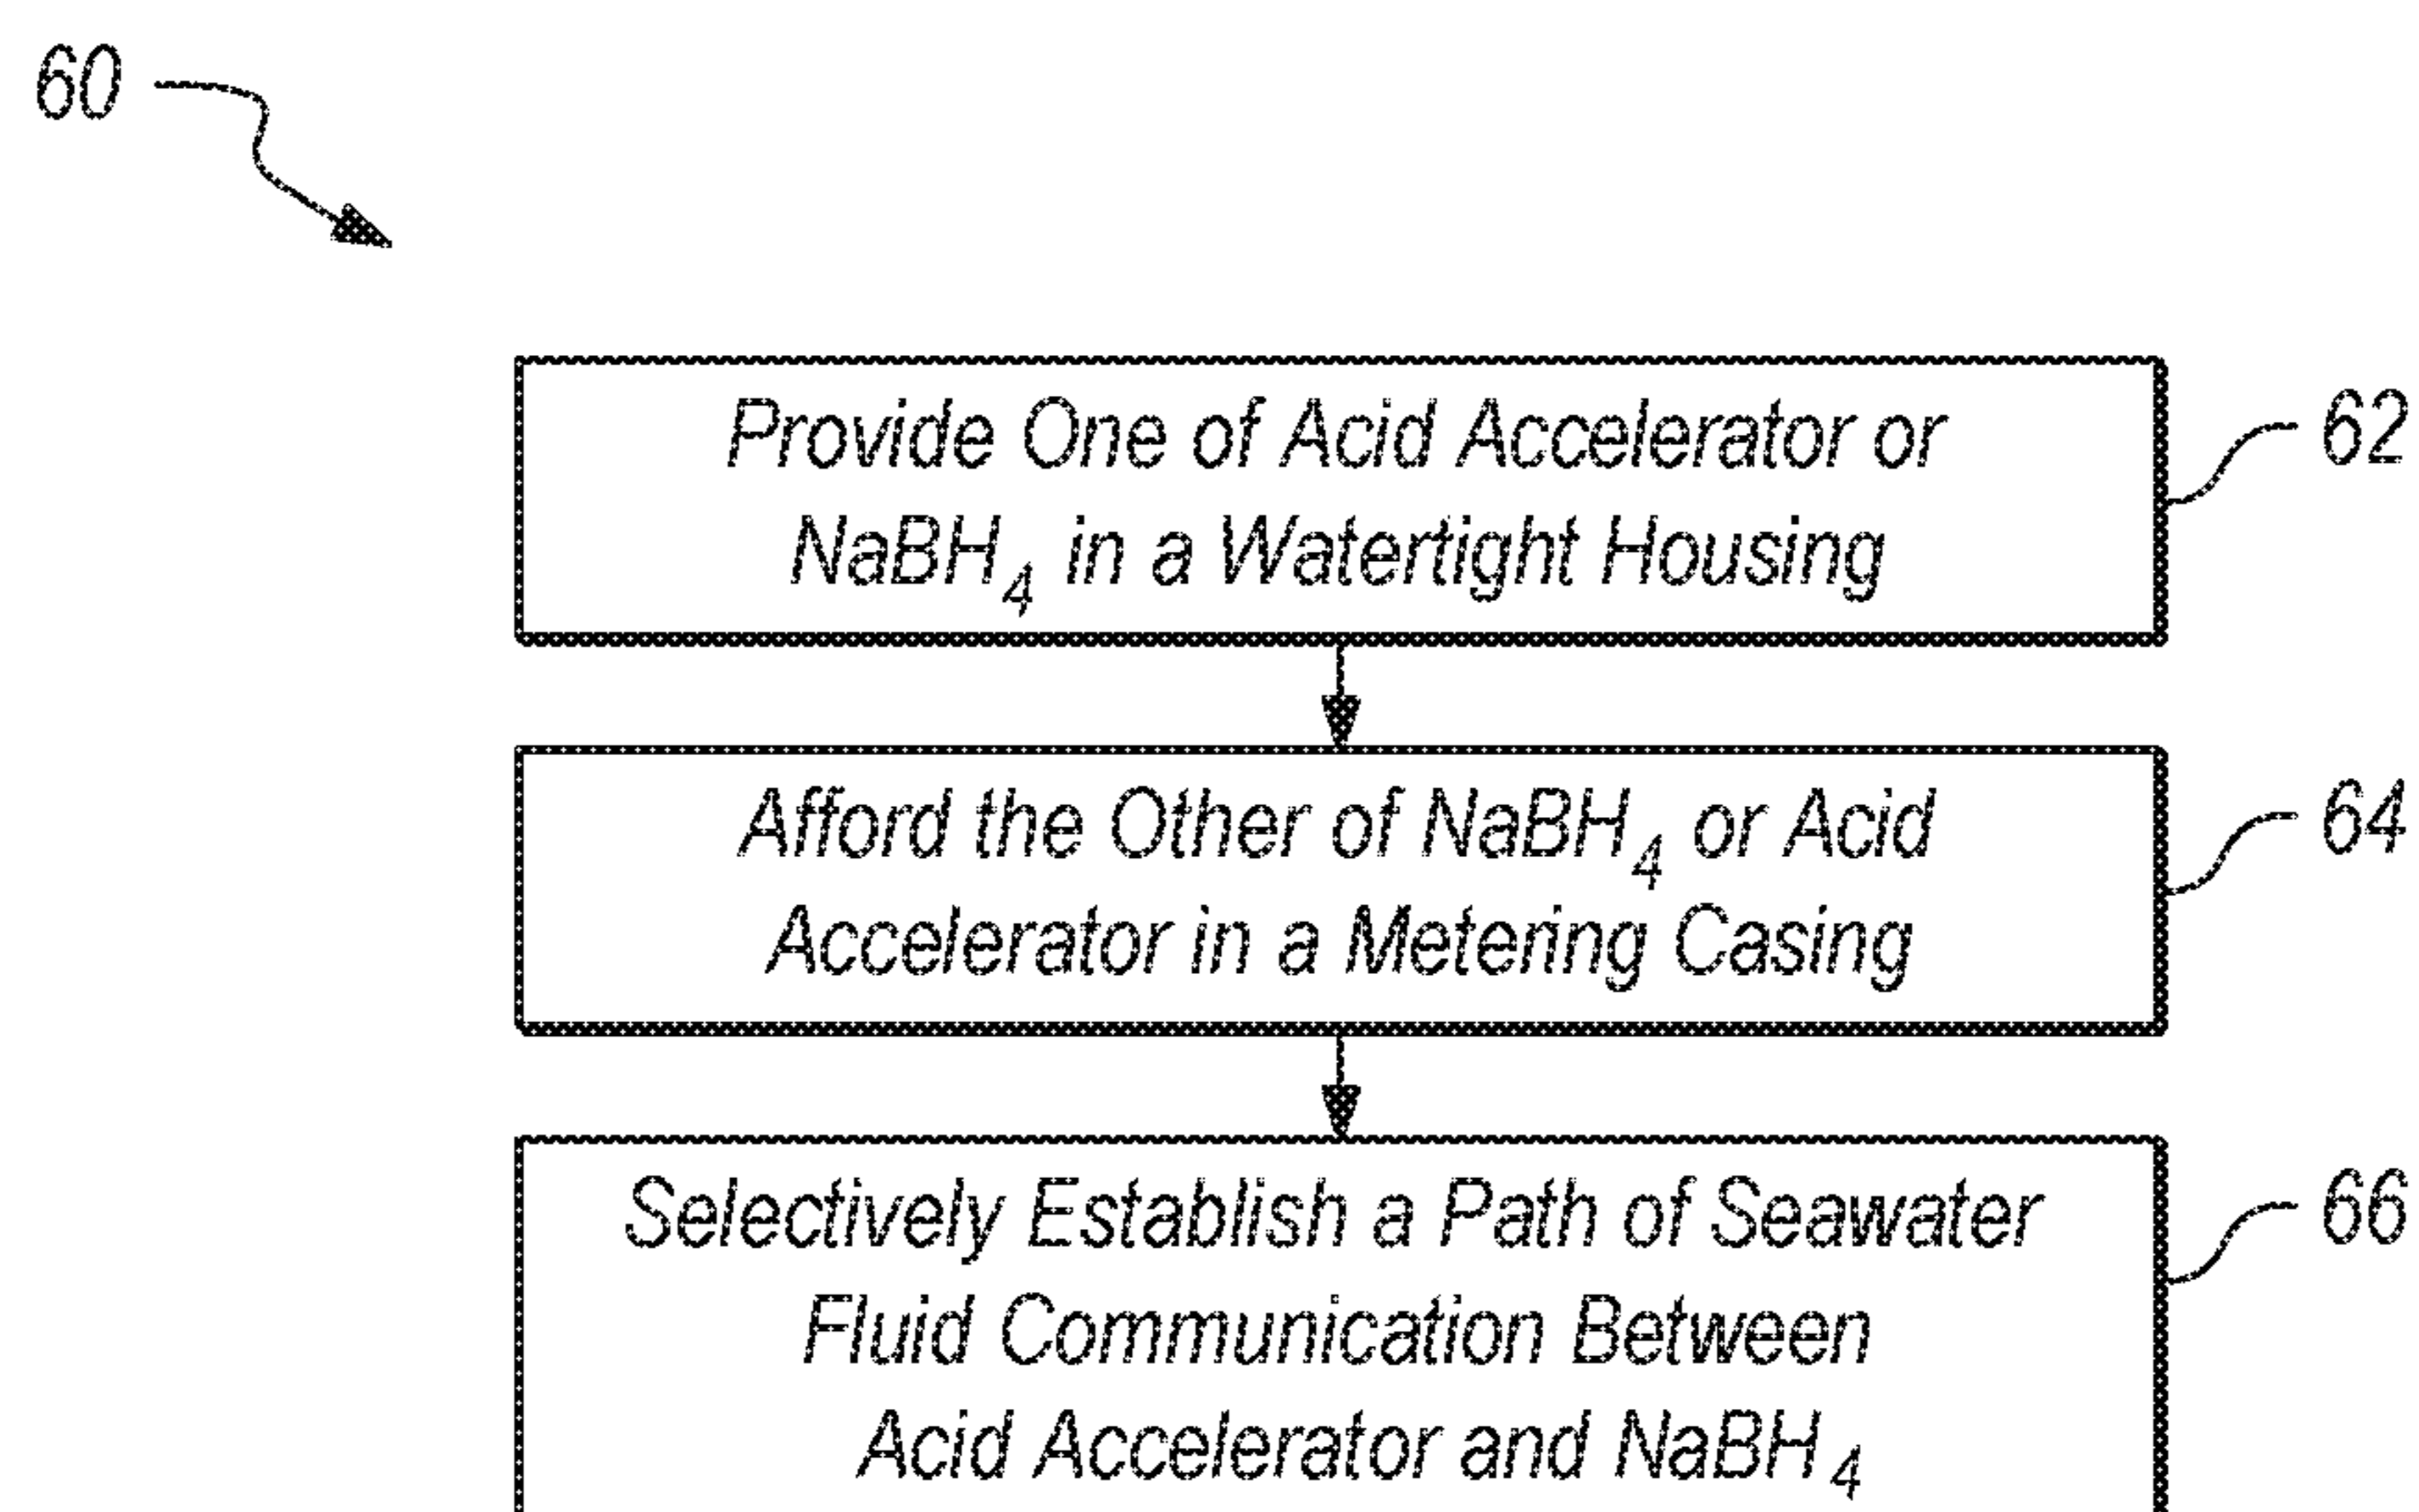 60
Provide One of Acid Accelerator or
NaBH₄ in a Watertight Housing
62
Afford the Other of NaBH₄ or Acid
Accelerator in a Metering Casing
64
Selectively Establish a Path of Seawater
Fluid Communication Between
Acid Accelerator and NaBH₄
66